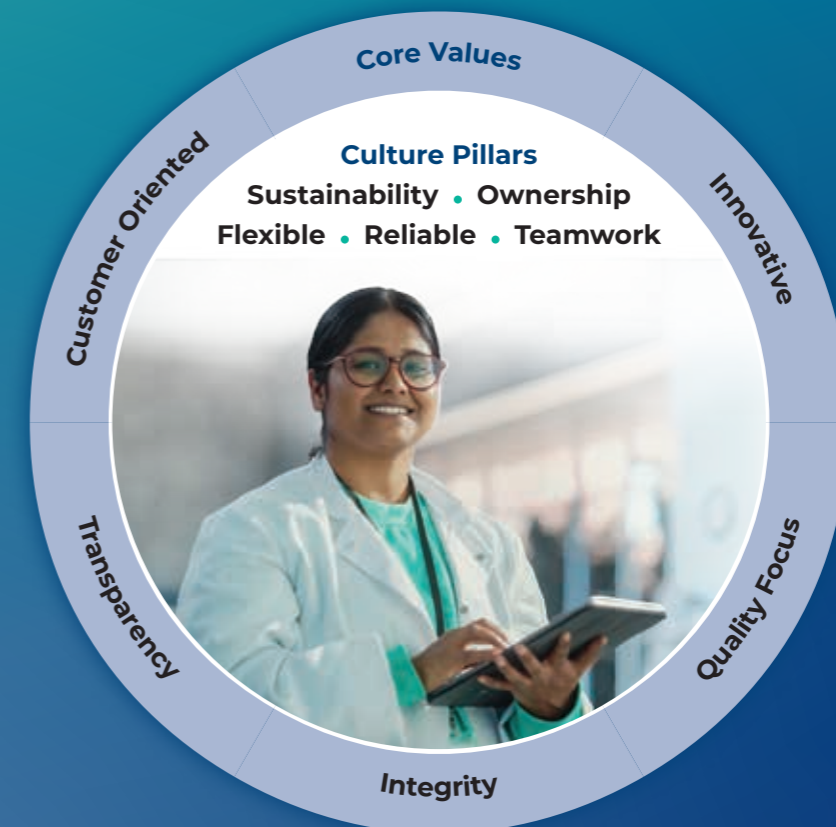 Core Values
Innovative
Quality Focus
Integrity
Transparency
Customer Oriented
Culture Pillars
Sustainability . Ownership
Flexible . Reliable . Teamwork